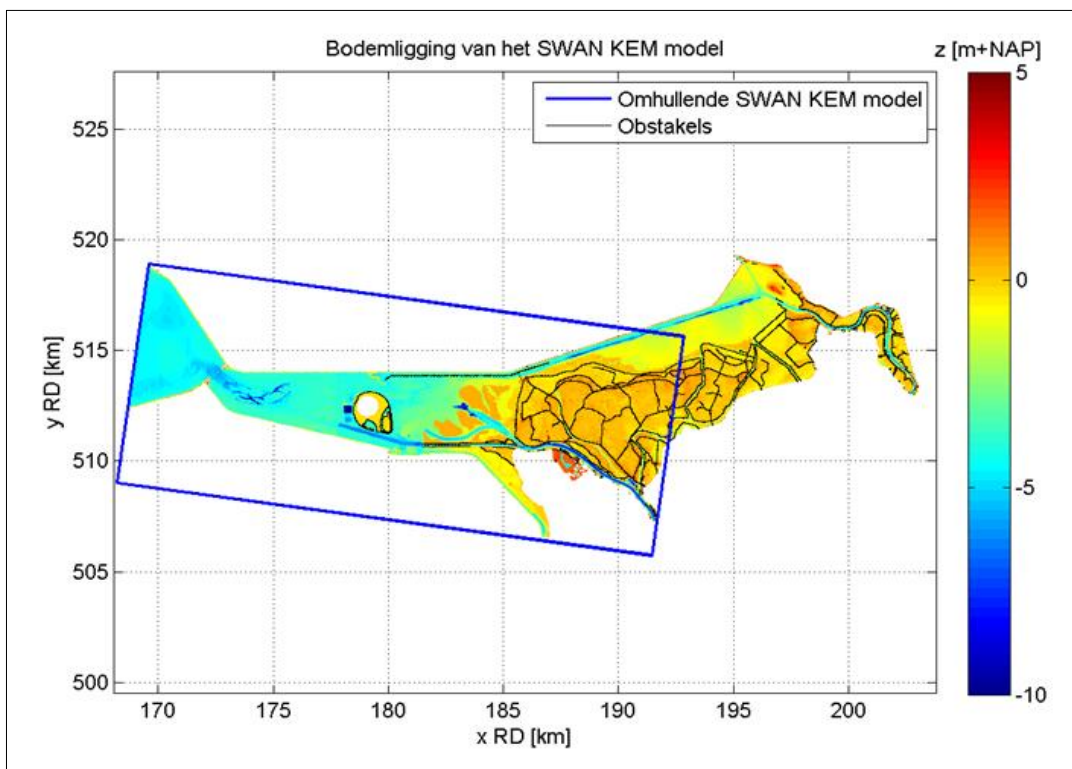 Bodemligging van het SWAN KEM model
z [m+NAP]
Omhullende SWAN KEM model
Obstakels
525
520
515
510
505
500
y RD [km]
170
175
180
185
190
195
200
x RD [km]
5
0
-5
-10